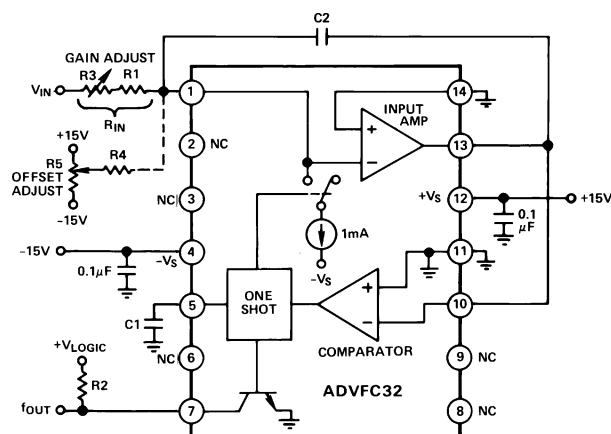 C2
GAIN ADJUST
R3 R1
VIN
RIN
1
14
INPUT
AMP
+
−
13
+15V
R5
OFFSET
ADJUST
R4
−15V
2 NC
NC 3
+VS
12
+15V
0.1
μF
1mA
−VS
−15V
−VS
4
0.1μF
11
5
C1
ONE
SHOT
+
−
10
COMPARATOR
+VLOGIC
NC 6
9 NC
R2
ADVFC32
fOUT
7
8 NC